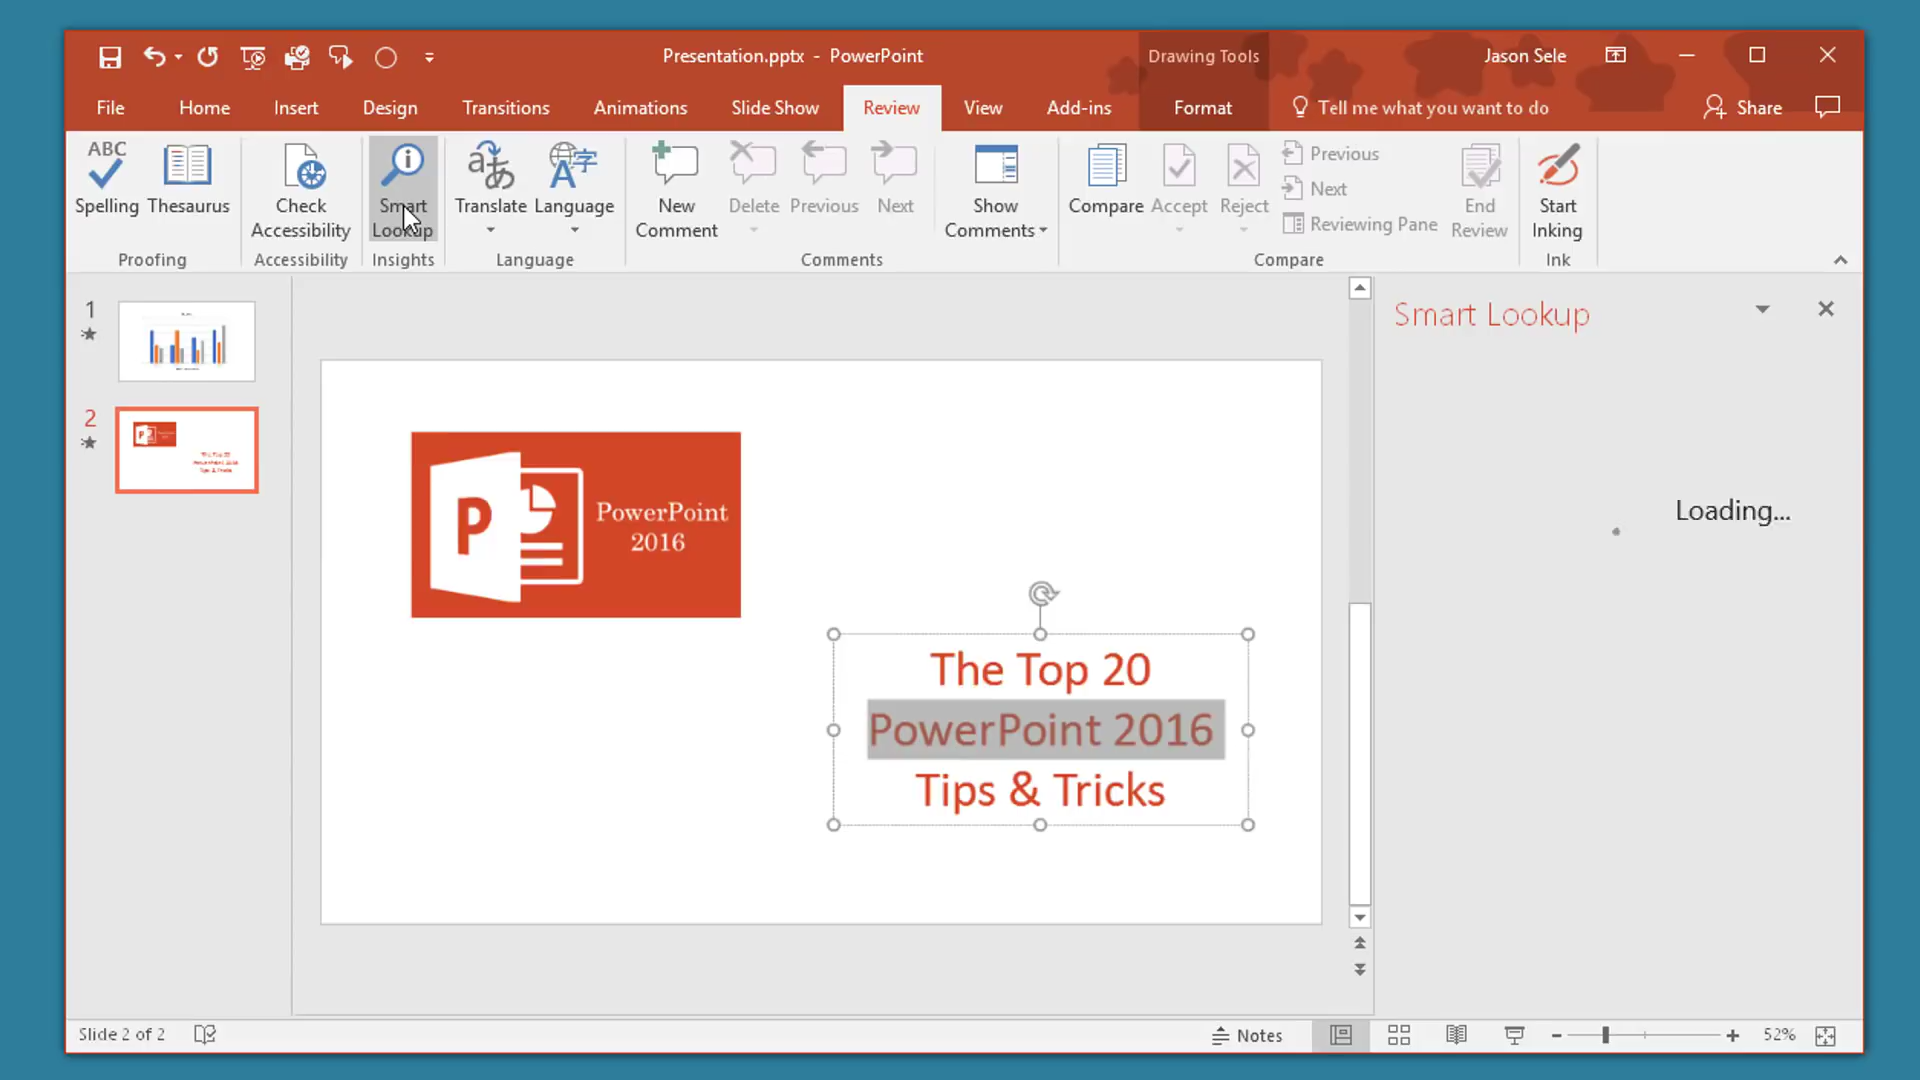 Presentation.pptx - PowerPoint
Drawing Tools
Jason Sele
File Home Insert Design Transitions Animations Slide Show Review View Add-ins Format Tell me what you want to do Share
ABC
Spelling
Thesaurus
Check
Accessibility
Smart
Lookup
Translate
Language
New
Comment
Delete
Previous
Next
Show
Comments
Compare
Accept
Reject
Previous
Next
Reviewing Pane
End
Review
Start
Inking
Proofing Accessibility Insights Language Comments Compare Ink
1
2
P
PowerPoint
2016
The Top 20
PowerPoint 2016
Tips & Tricks
Smart Lookup
Loading...
Slide 2 of 2
Notes
52%